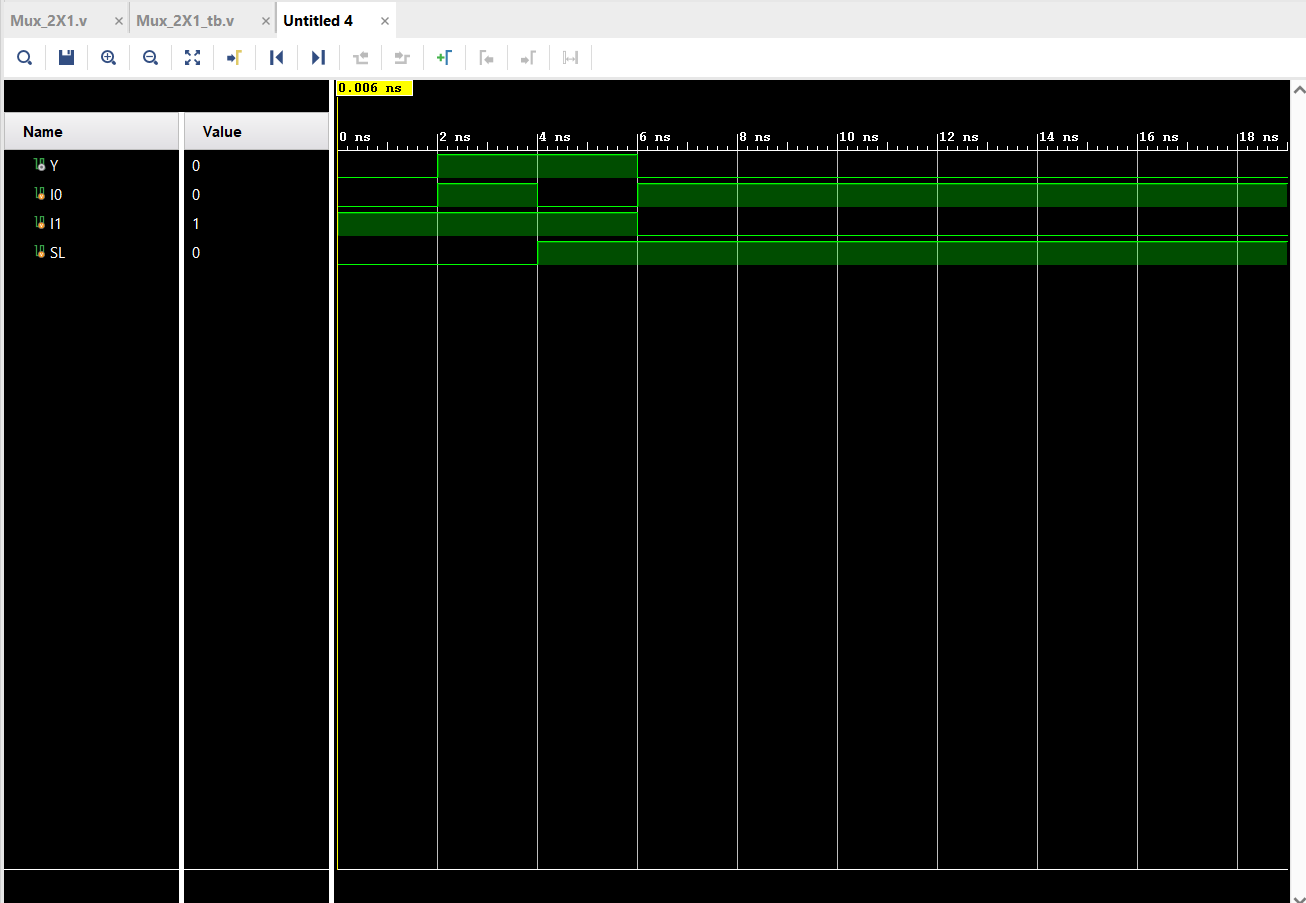 Mux_2X1.v × Mux_2X1_tb.v × Untitled 4 ×
0.006 ns
Name Value
0 ns 2 ns 4 ns 6 ns 8 ns 10 ns 12 ns 14 ns 16 ns 18 ns
Y 0
I0 0
I1 1
SL 0